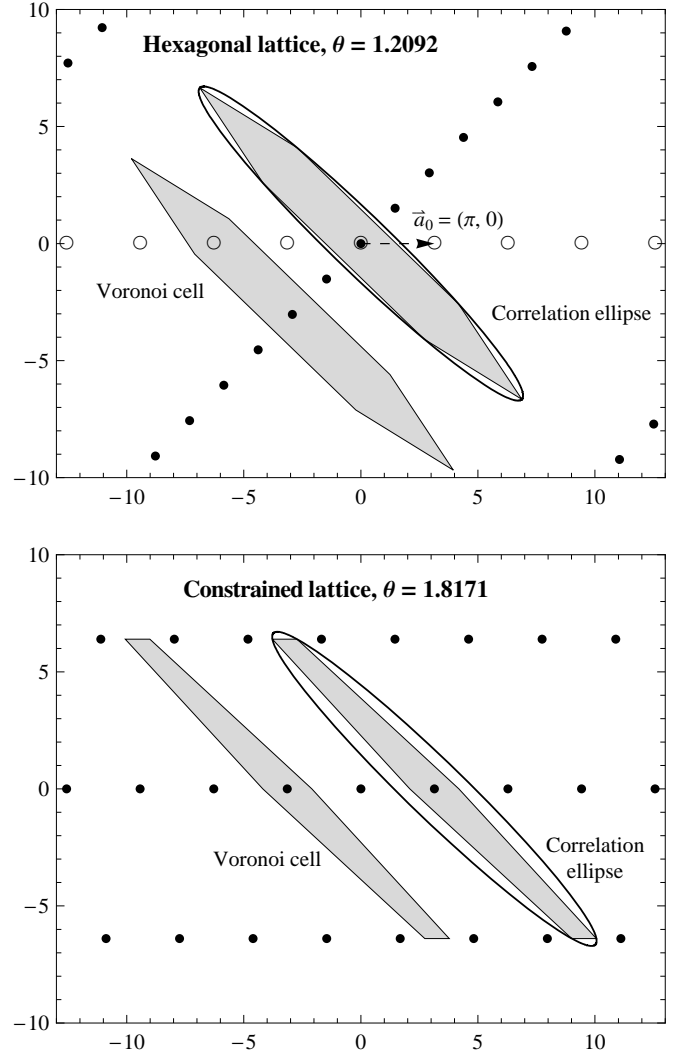 10
Hexagonal lattice, θ = 1.2092
5
a⃗₀ = (π, 0)
0
Voronoi cell
Correlation ellipse
−5
−10
−10 −5 0 5 10
10
Constrained lattice, θ = 1.8171
5
0
Voronoi cell
Correlation
ellipse
−5
−10
−10 −5 0 5 10